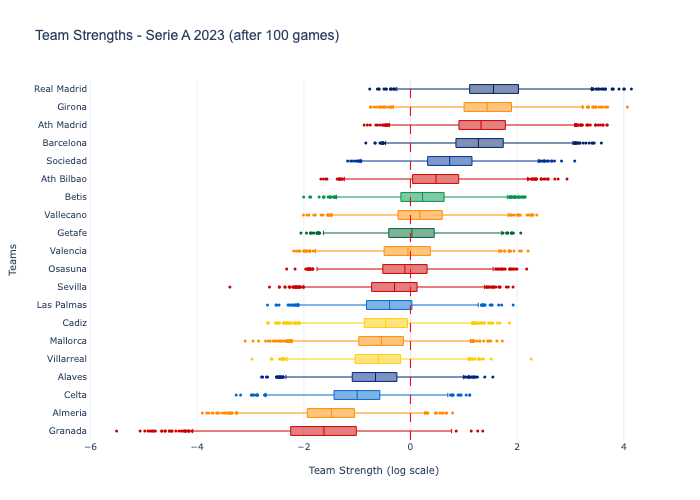 Team Strengths - Serie A 2023 (after 100 games)
Real Madrid
Girona
Ath Madrid
Barcelona
Sociedad
Ath Bilbao
Betis
Vallecano
Getafe
Valencia
Osasuna
Sevilla
Las Palmas
Cadiz
Mallorca
Villarreal
Alaves
Celta
Almeria
Granada
Teams
−6 −4 −2 0 2 4
Team Strength (log scale)